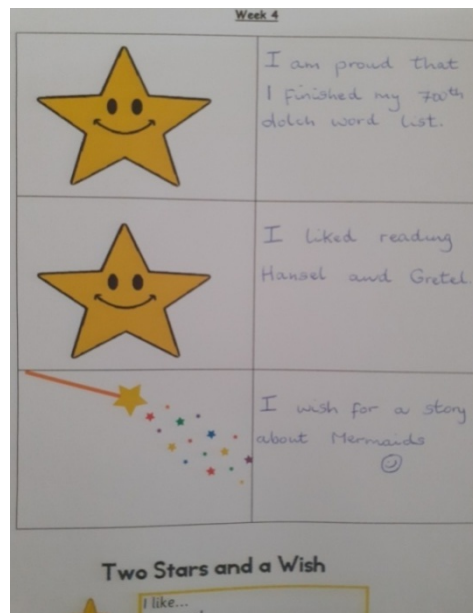 Week 4
I am proud that
I finished my 700th
dolch word list.
I liked reading
Hansel and Gretel.
I wish for a story
about Mermaids
Two Stars and a Wish
I like...